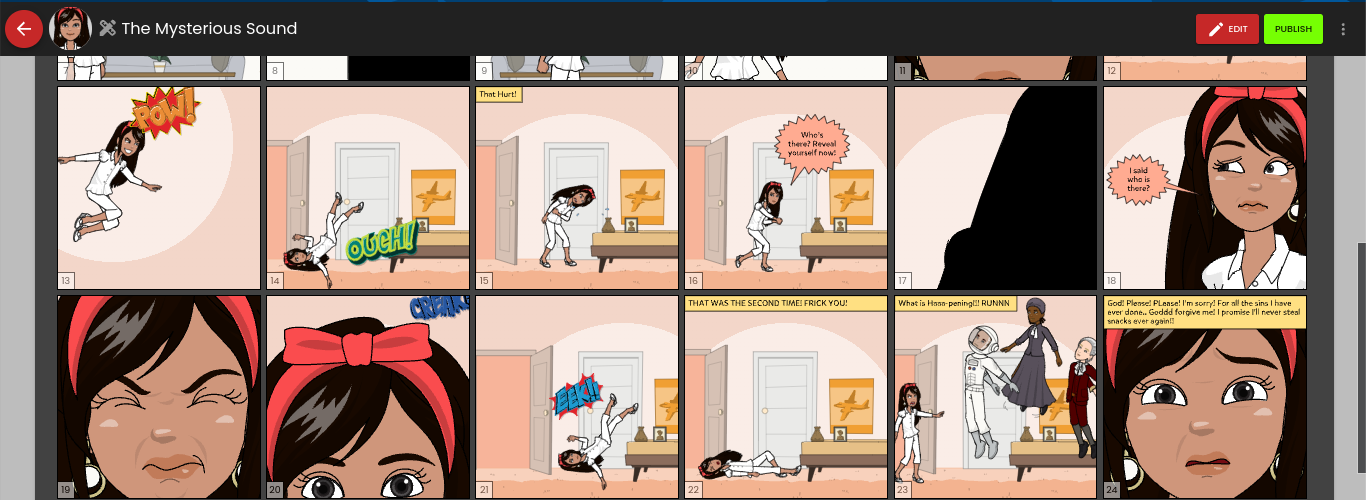 The Mysterious Sound
EDIT
PUBLISH
7
8
9
10
11
12
POW!
13
OUCH!
14
That Hurt!
15
Who's
there? Reveal
yourself now!
16
17
I said
who is
there?
18
19
CREAK!
20
EEK!!
21
THAT WAS THE SECOND TIME! FRICK YOU!
22
What is Haaa-pening!!! RUNNN
23
God! Please! PLease! I'm sorry! For all the sins I have
ever done.. Goddd forgive me! I promise I'll never steal
snacks ever again!!
24